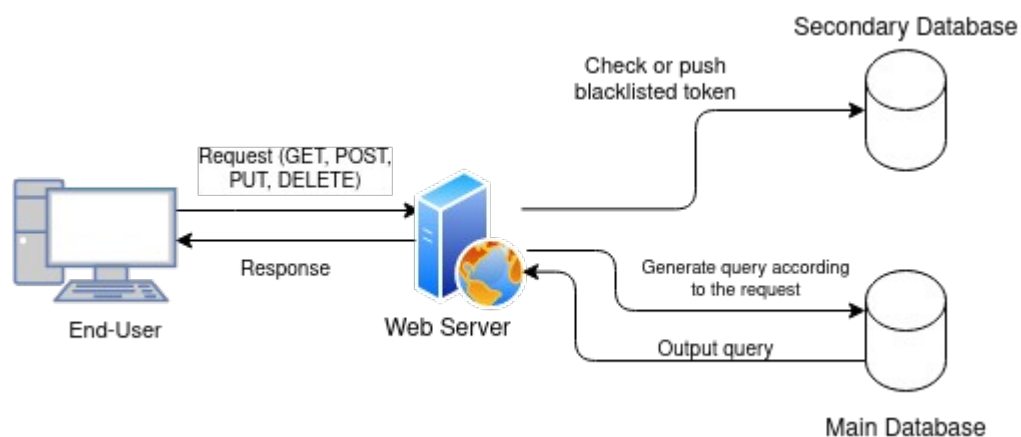 Secondary Database
Check or push
blacklisted token
Request (GET, POST,
PUT, DELETE)
Response
Generate query according
to the request
End-User
Web Server
Output query
Main Database